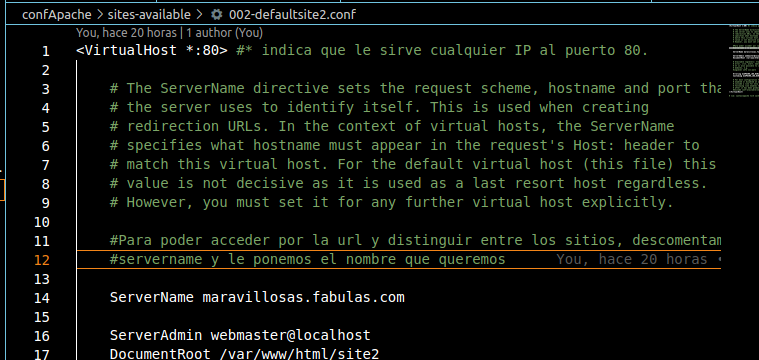 confApache > sites-available > 002-defaultsite2.conf
You, hace 20 horas | 1 author (You)
1 <VirtualHost *:80> #* indica que le sirve cualquier IP al puerto 80.
2
3 # The ServerName directive sets the request scheme, hostname and port tha
4 # the server uses to identify itself. This is used when creating
5 # redirection URLs. In the context of virtual hosts, the ServerName
6 # specifies what hostname must appear in the request's Host: header to
7 # match this virtual host. For the default virtual host (this file) this
8 # value is not decisive as it is used as a last resort host regardless.
9 # However, you must set it for any further virtual host explicitly.
10
11 #Para poder acceder por la url y distinguir entre los sitios, descomentam
12 #servername y le ponemos el nombre que queremos You, hace 20 horas •
13
14 ServerName maravillosas.fabulas.com
15
16 ServerAdmin webmaster@localhost
17 DocumentRoot /var/www/html/site2